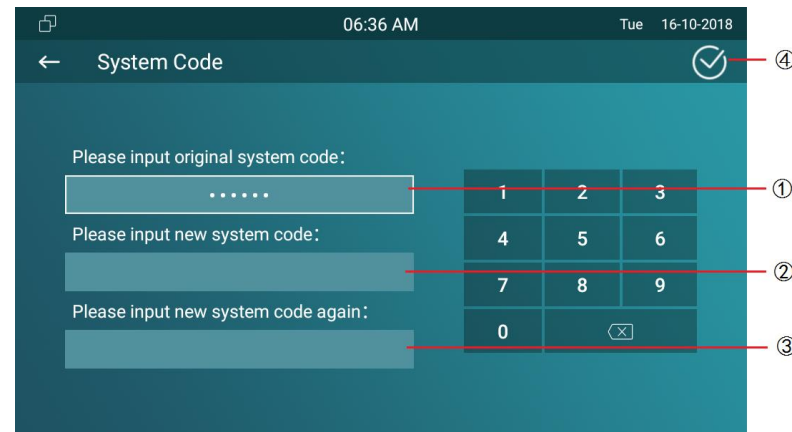 06:36 AM Tue 16-10-2018
System Code ④
Please input original system code：
······
① 
1 2 3
Please input new system code：
4 5 6
②
7 8 9
Please input new system code again：
0
③